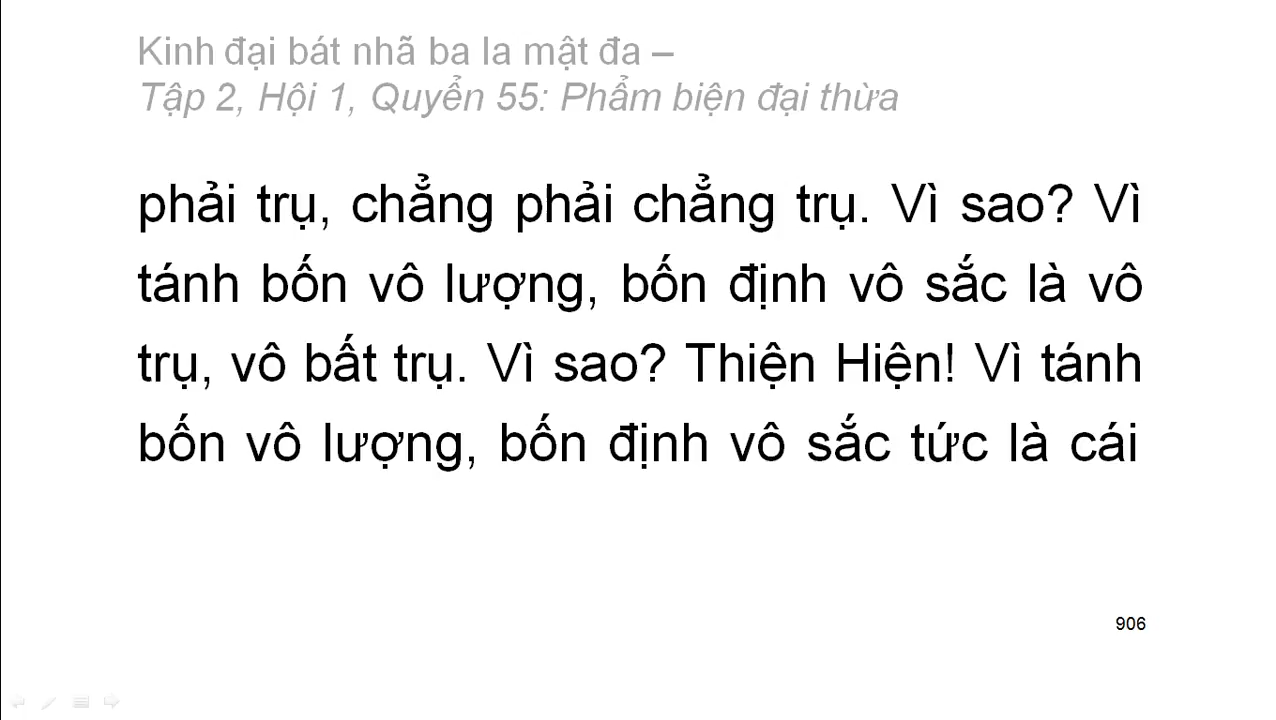 Kinh đại bát nhã ba la mật đa –
Tập 2, Hội 1, Quyển 55: Phẩm biện đại thừa
phải trụ, chẳng phải chẳng trụ. Vì sao? Vì
tánh bốn vô lượng, bốn định vô sắc là vô
trụ, vô bất trụ. Vì sao? Thiện Hiện! Vì tánh
bốn vô lượng, bốn định vô sắc tức là cái
906